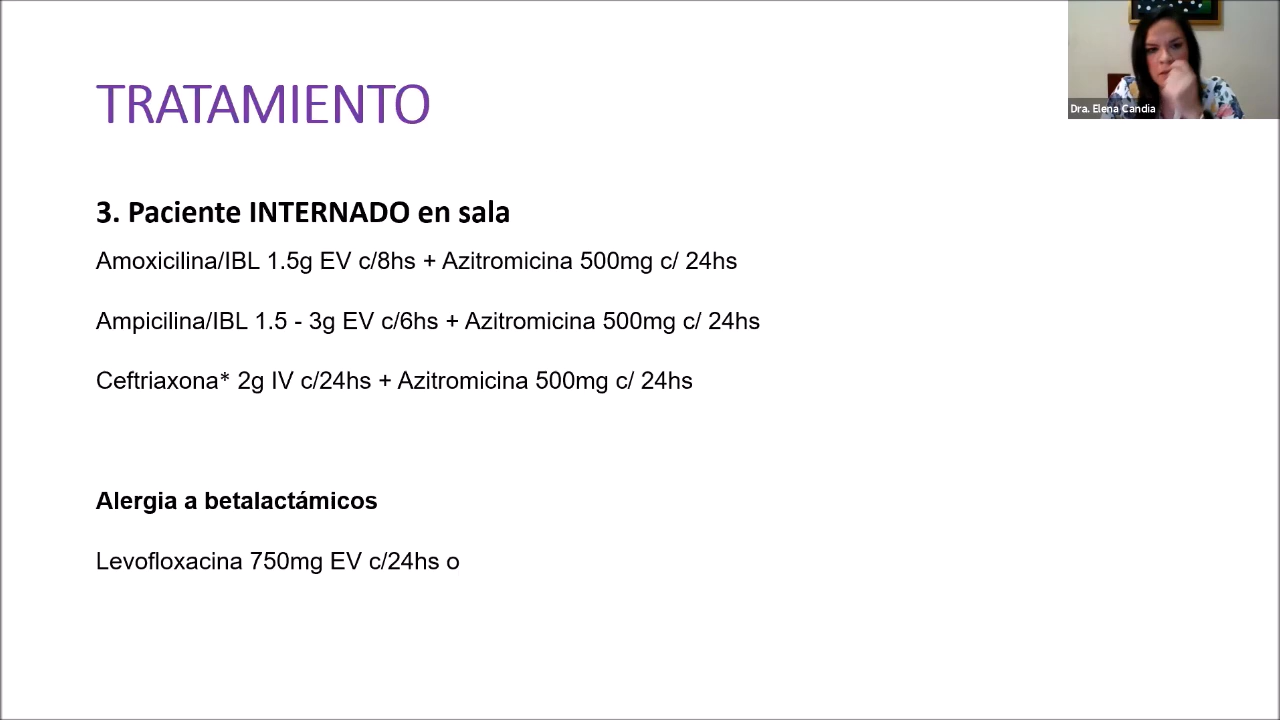 TRATAMIENTO
Dra. Elena Candia
3. Paciente INTERNADO en sala
Amoxicilina/IBL 1.5g EV c/8hs + Azitromicina 500mg c/ 24hs
Ampicilina/IBL 1.5 - 3g EV c/6hs + Azitromicina 500mg c/ 24hs
Ceftriaxona* 2g IV c/24hs + Azitromicina 500mg c/ 24hs
Alergia a betalactámicos
Levofloxacina 750mg EV c/24hs o